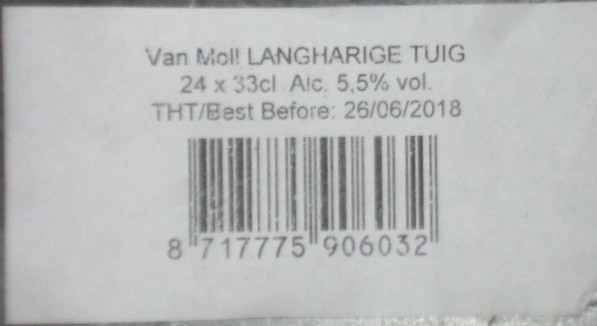 Van Moll LANGHARIGE TUIG
24 x 33cl Alc. 5,5% vol.
THT/Best Before: 26/06/2018
8 717775 906032